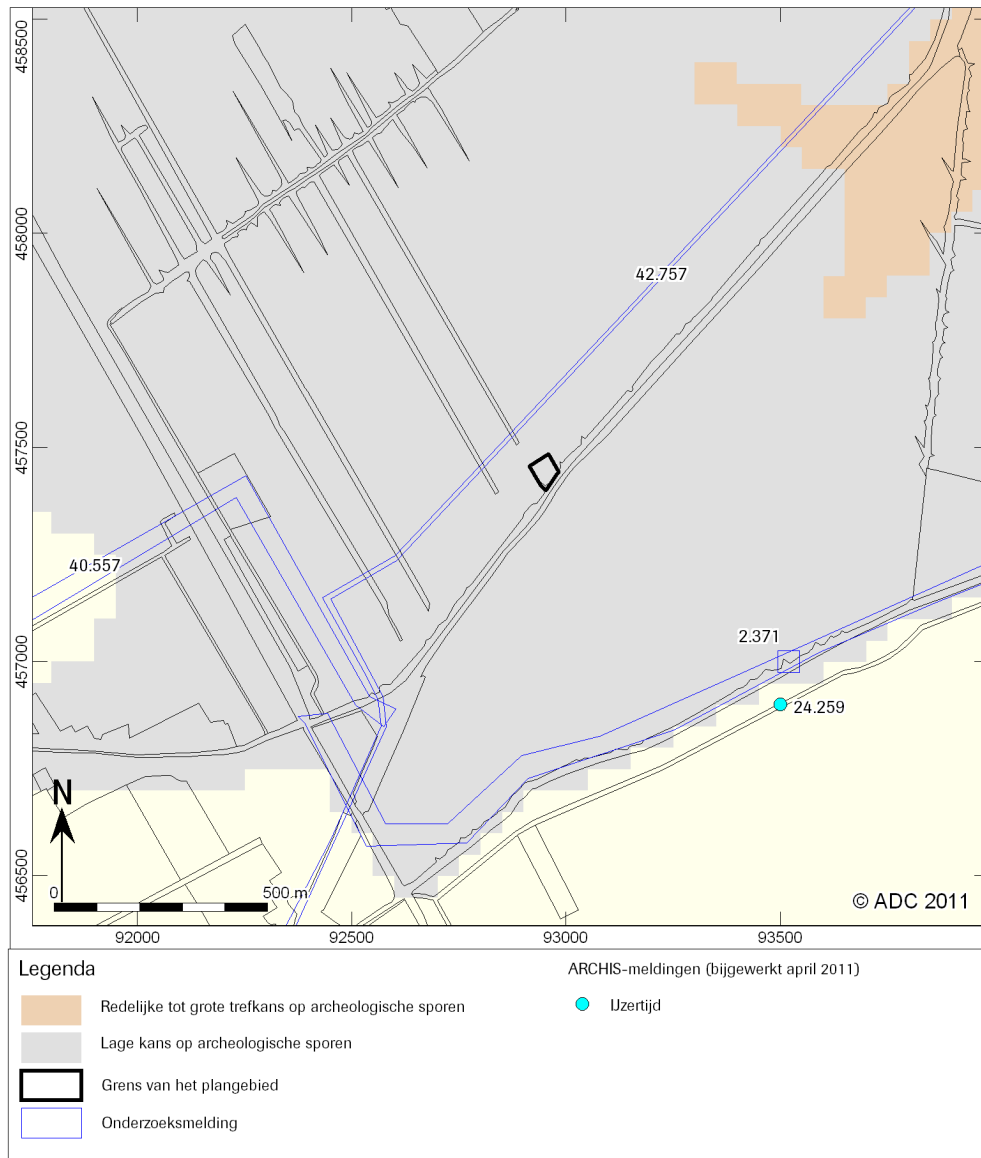 458500
458000
457500
457000
456500
42.757
40.557
2.371
24.259
N
0
500 m
© ADC 2011
92000
92500
93000
93500
Legenda
Redelijke tot grote trefkans op archeologische sporen
Lage kans op archeologische sporen
Grens van het plangebied
Onderzoeksmelding
ARCHIS-meldingen (bijgewerkt april 2011)
IJzertijd